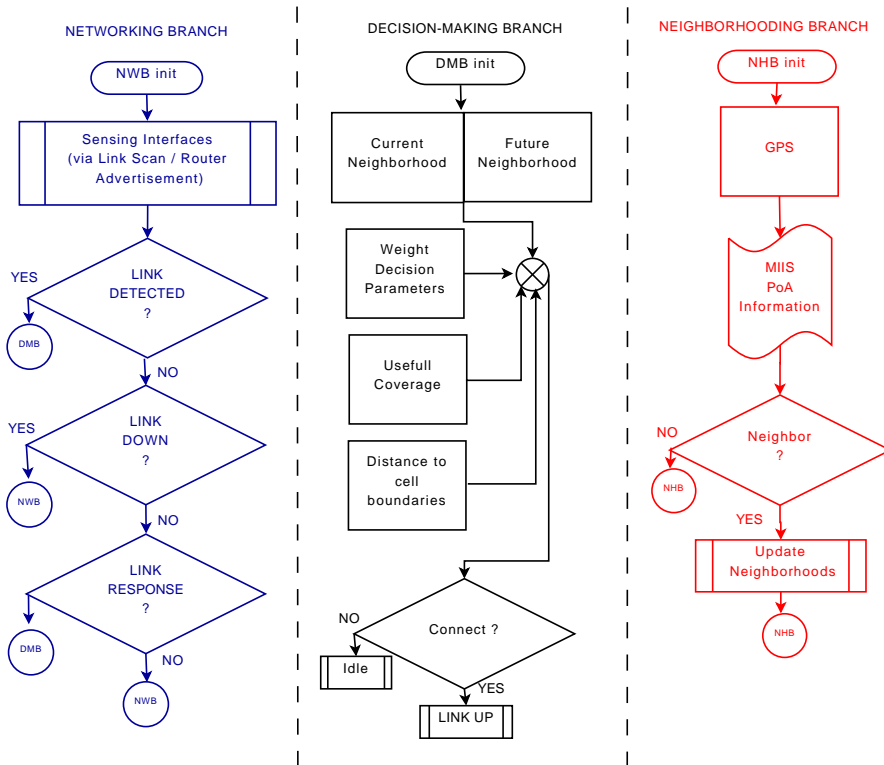 NETWORKING BRANCH
NWB init
Sensing Interfaces
(via Link Scan / Router
Advertisement)
LINK
DETECTED
?
YES
DMB
NO
LINK
DOWN
?
YES
NWB
NO
LINK
RESPONSE
?
DMB
NO
NWB
DECISION-MAKING BRANCH
DMB init
Current
Neighborhood
Future
Neighborhood
Weight
Decision
Parameters
Usefull
Coverage
Distance to
cell
boundaries
Connect ?
NO
Idle
YES
LINK UP
NEIGHBORHOODING BRANCH
NHB init
GPS
MIIS
PoA
Information
Neighbor
?
NO
NHB
YES
Update
Neighborhoods
NHB